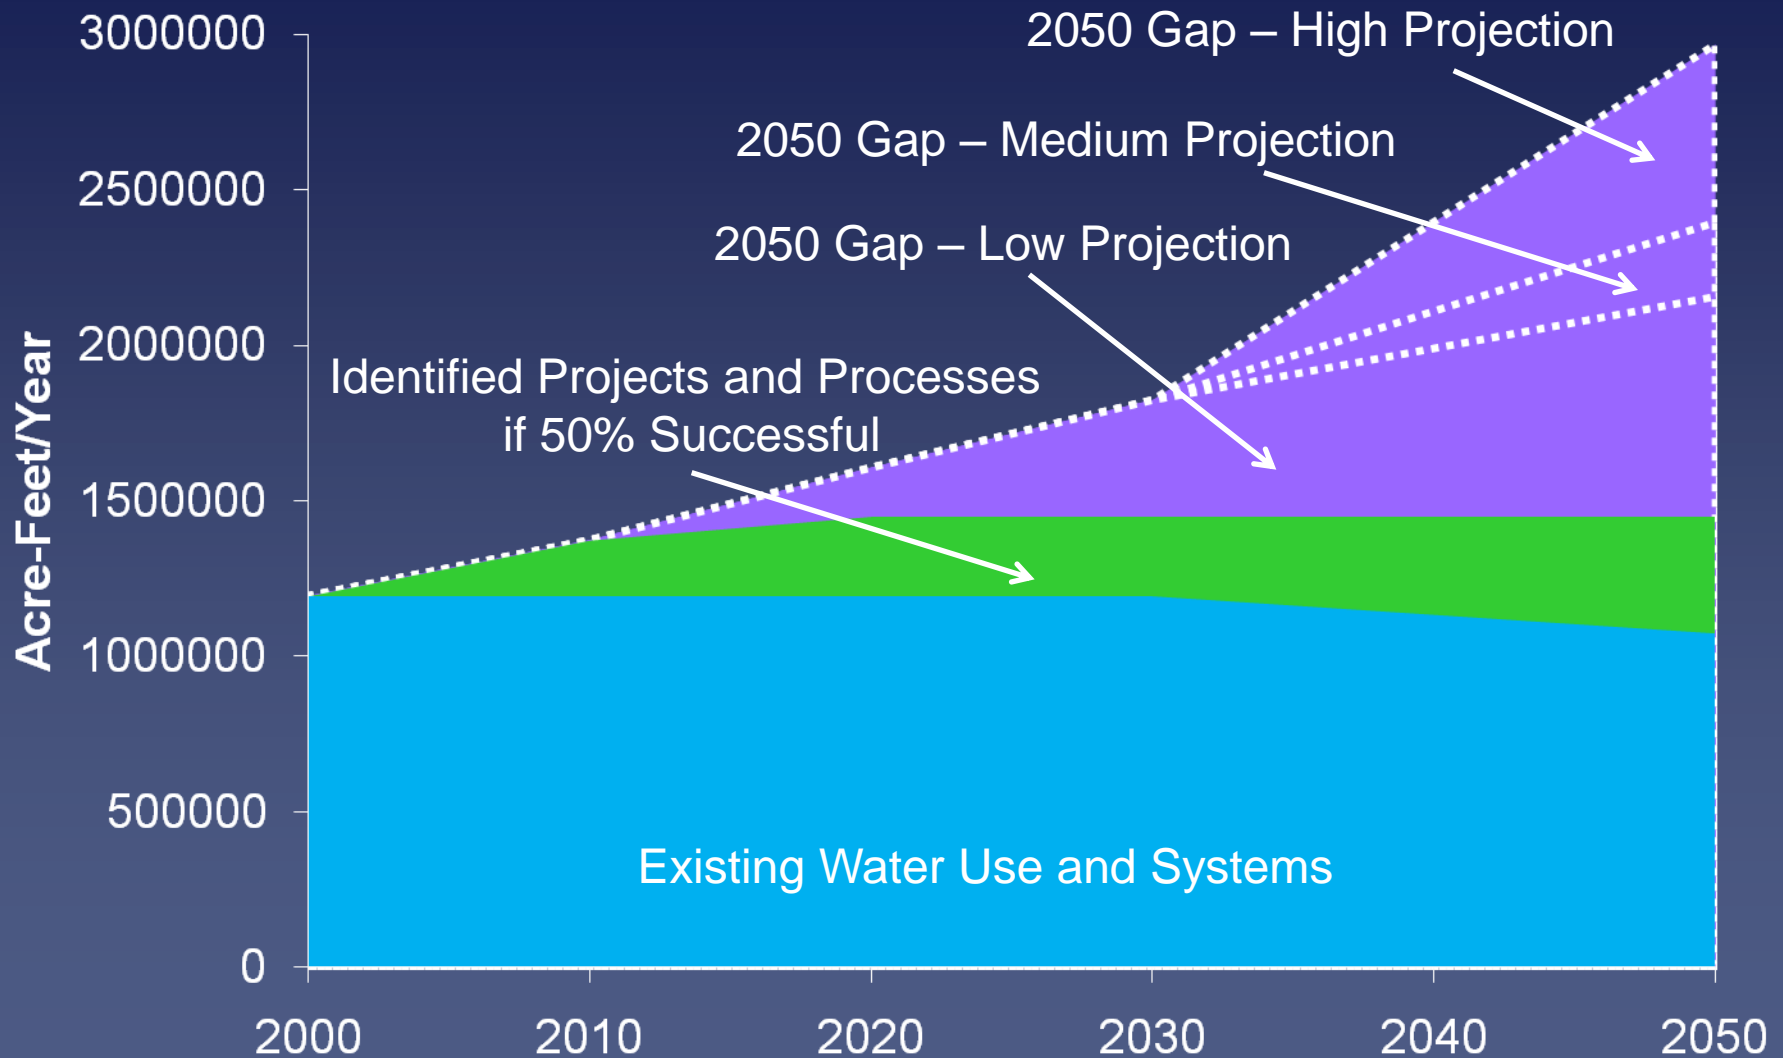 3000000
2050 Gap – High Projection
2050 Gap – Medium Projection
2500000
2050 Gap – Low Projection
2000000
Identified Projects and Processes
if 50% Successful
1500000
Acre-Feet/Year
1000000
500000
Existing Water Use and Systems
0
2000 2010 2020 2030 2040 2050